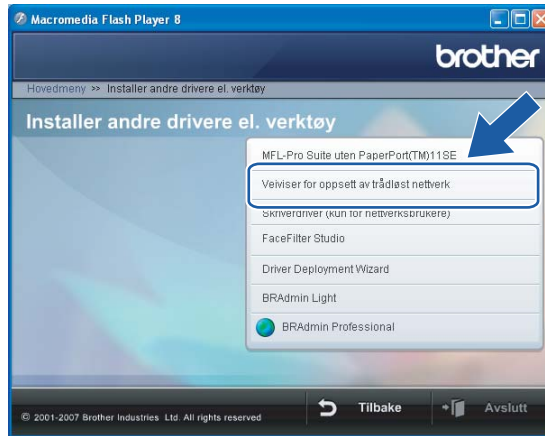 Macromedia Flash Player 8
brother
Hovedmeny >> Installer andre drivere el. verktøy
Installer andre drivere el. verktøy
MFL-Pro Suite uten PaperPort(TM)11SE
Veiviser for oppsett av trådløst nettverk
Skriverdriver (kun for nettverksbrukere)
FaceFilter Studio
Driver Deployment Wizard
BRAdmin Light
BRAdmin Professional
© 2001-2007 Brother Industries Ltd. All rights reserved
Tilbake
Avslutt